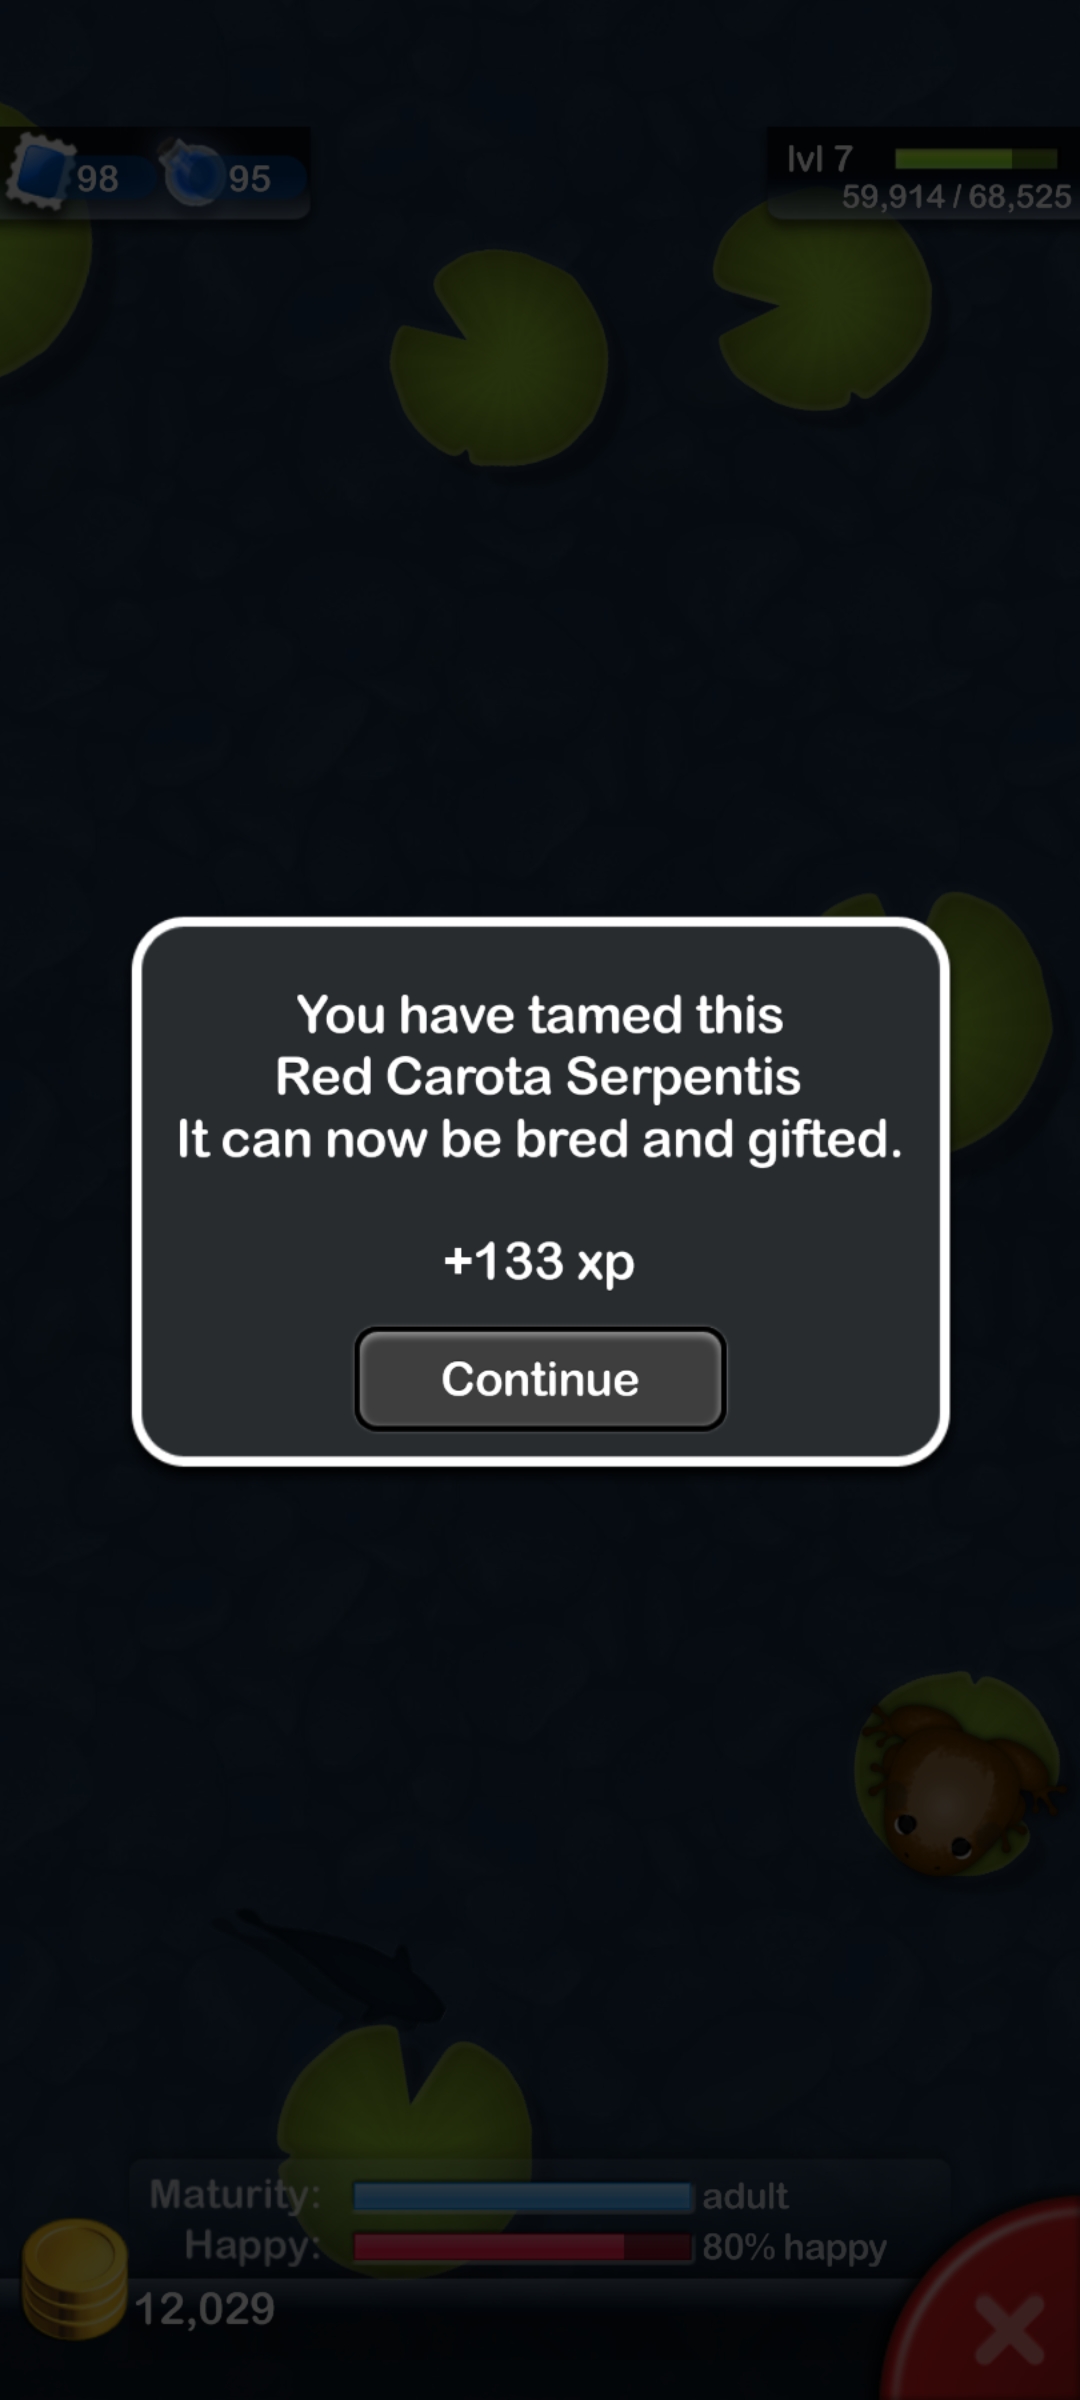 98
95
lvl 7
59,914 / 68,525
You have tamed this
Red Carota Serpentis
It can now be bred and gifted.
+133 xp
Continue
Maturity: adult
Happy: 80% happy
12,029